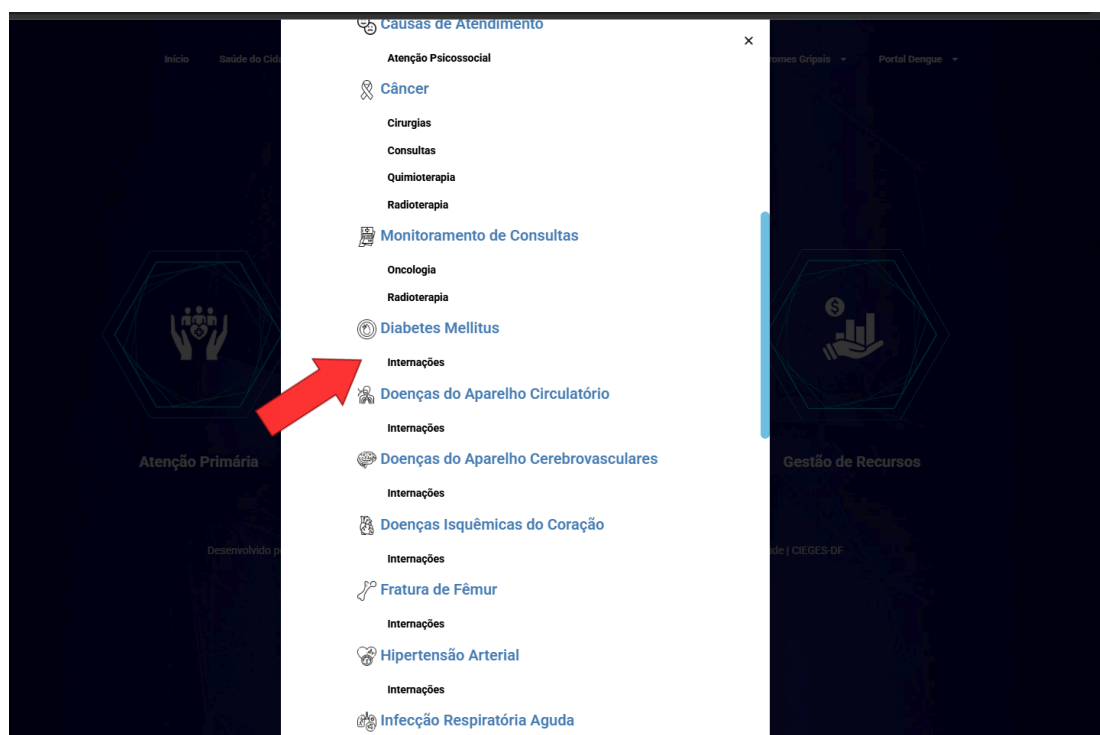 Causas de Atendimento
×
Início Saúde do Cida romes Gripais Portal Dengue
Atenção Psicossocial
Câncer
Cirurgias
Consultas
Quimioterapia
Radioterapia
Monitoramento de Consultas
Oncologia
Radioterapia
Diabetes Mellitus
Internações
Doenças do Aparelho Circulatório
Internações
Atenção Primária
Doenças do Aparelho Cerebrovasculares
Gestão de Recursos
Internações
Doenças Isquêmicas do Coração
Desenvolvido p de | CIEGES-DF
Internações
Fratura de Fêmur
Internações
Hipertensão Arterial
Internações
Infecção Respiratória Aguda